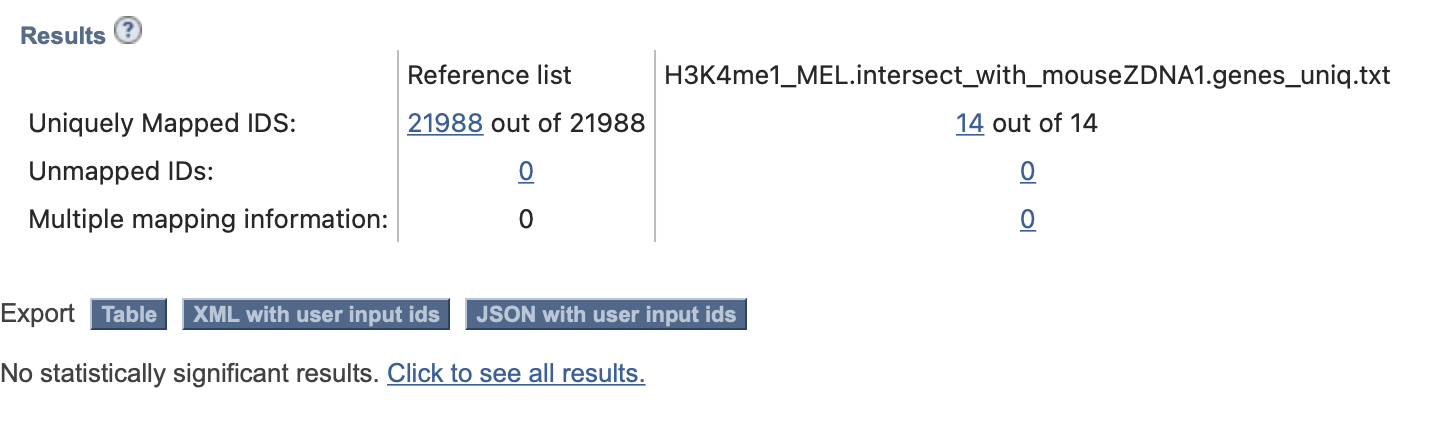 Results ?
Reference list H3K4me1_MEL.intersect_with_mouseZDNA1.genes_uniq.txt
Uniquely Mapped IDS: 21988 out of 21988 14 out of 14
Unmapped IDs: 0 0
Multiple mapping information: 0 0
Export Table XML with user input ids JSON with user input ids
No statistically significant results. Click to see all results.